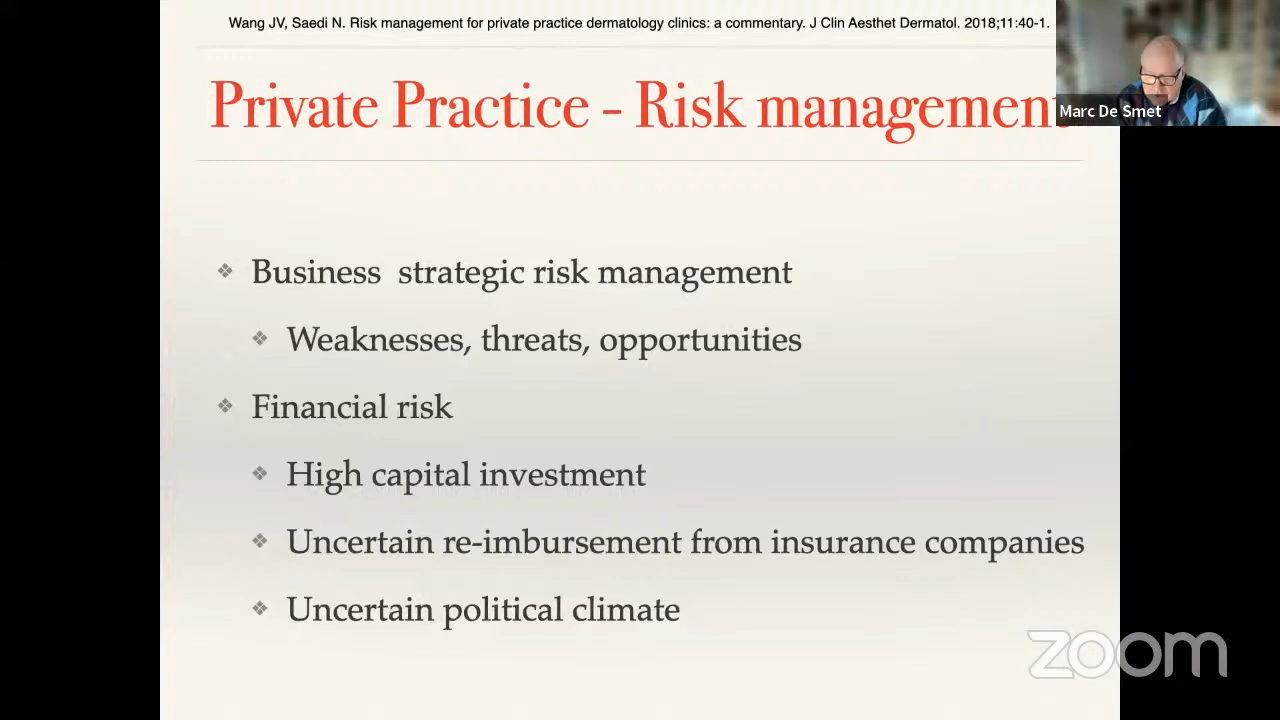 Wang JV, Saedi N. Risk management for private practice dermatology clinics: a commentary. J Clin Aesthet Dermatol. 2018;11:40-1.
Private Practice - Risk management
Marc De Smet
Business strategic risk management
Weaknesses, threats, opportunities
Financial risk
High capital investment
Uncertain re-imbursement from insurance companies
Uncertain political climate
zoom